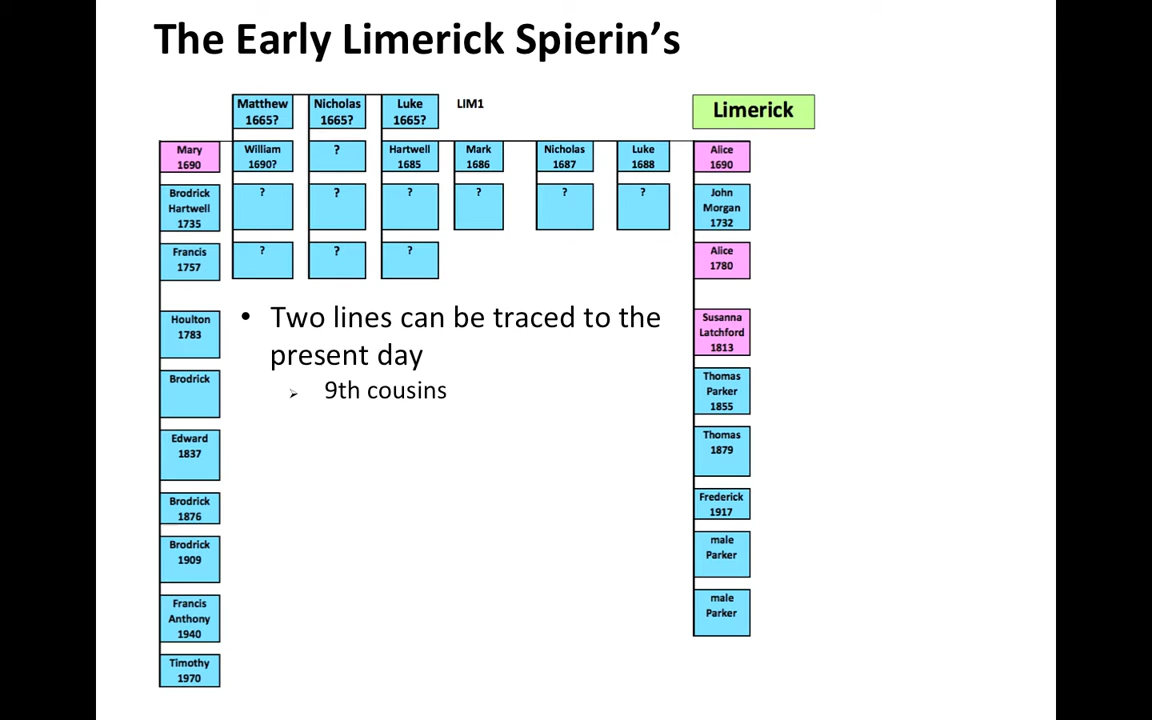 The Early Limerick Spierin's
Matthew
1665?
Nicholas
1665?
Luke
1665?
LIM1
Limerick
Mary
1690
William
1690?
?
Hartwell
1685
Mark
1686
Nicholas
1687
Luke
1688
Alice
1690
Brodrick
Hartwell
1735
?
?
?
?
?
?
John
Morgan
1732
Francis
1757
?
?
?
Alice
1780
Houlton
1783
• Two lines can be traced to the
present day
➢ 9th cousins
Susanna
Latchford
1813
Brodrick
Thomas
Parker
1855
Edward
1837
Thomas
1879
Brodrick
1876
Frederick
1917
Brodrick
1909
male
Parker
Francis
Anthony
1940
male
Parker
Timothy
1970